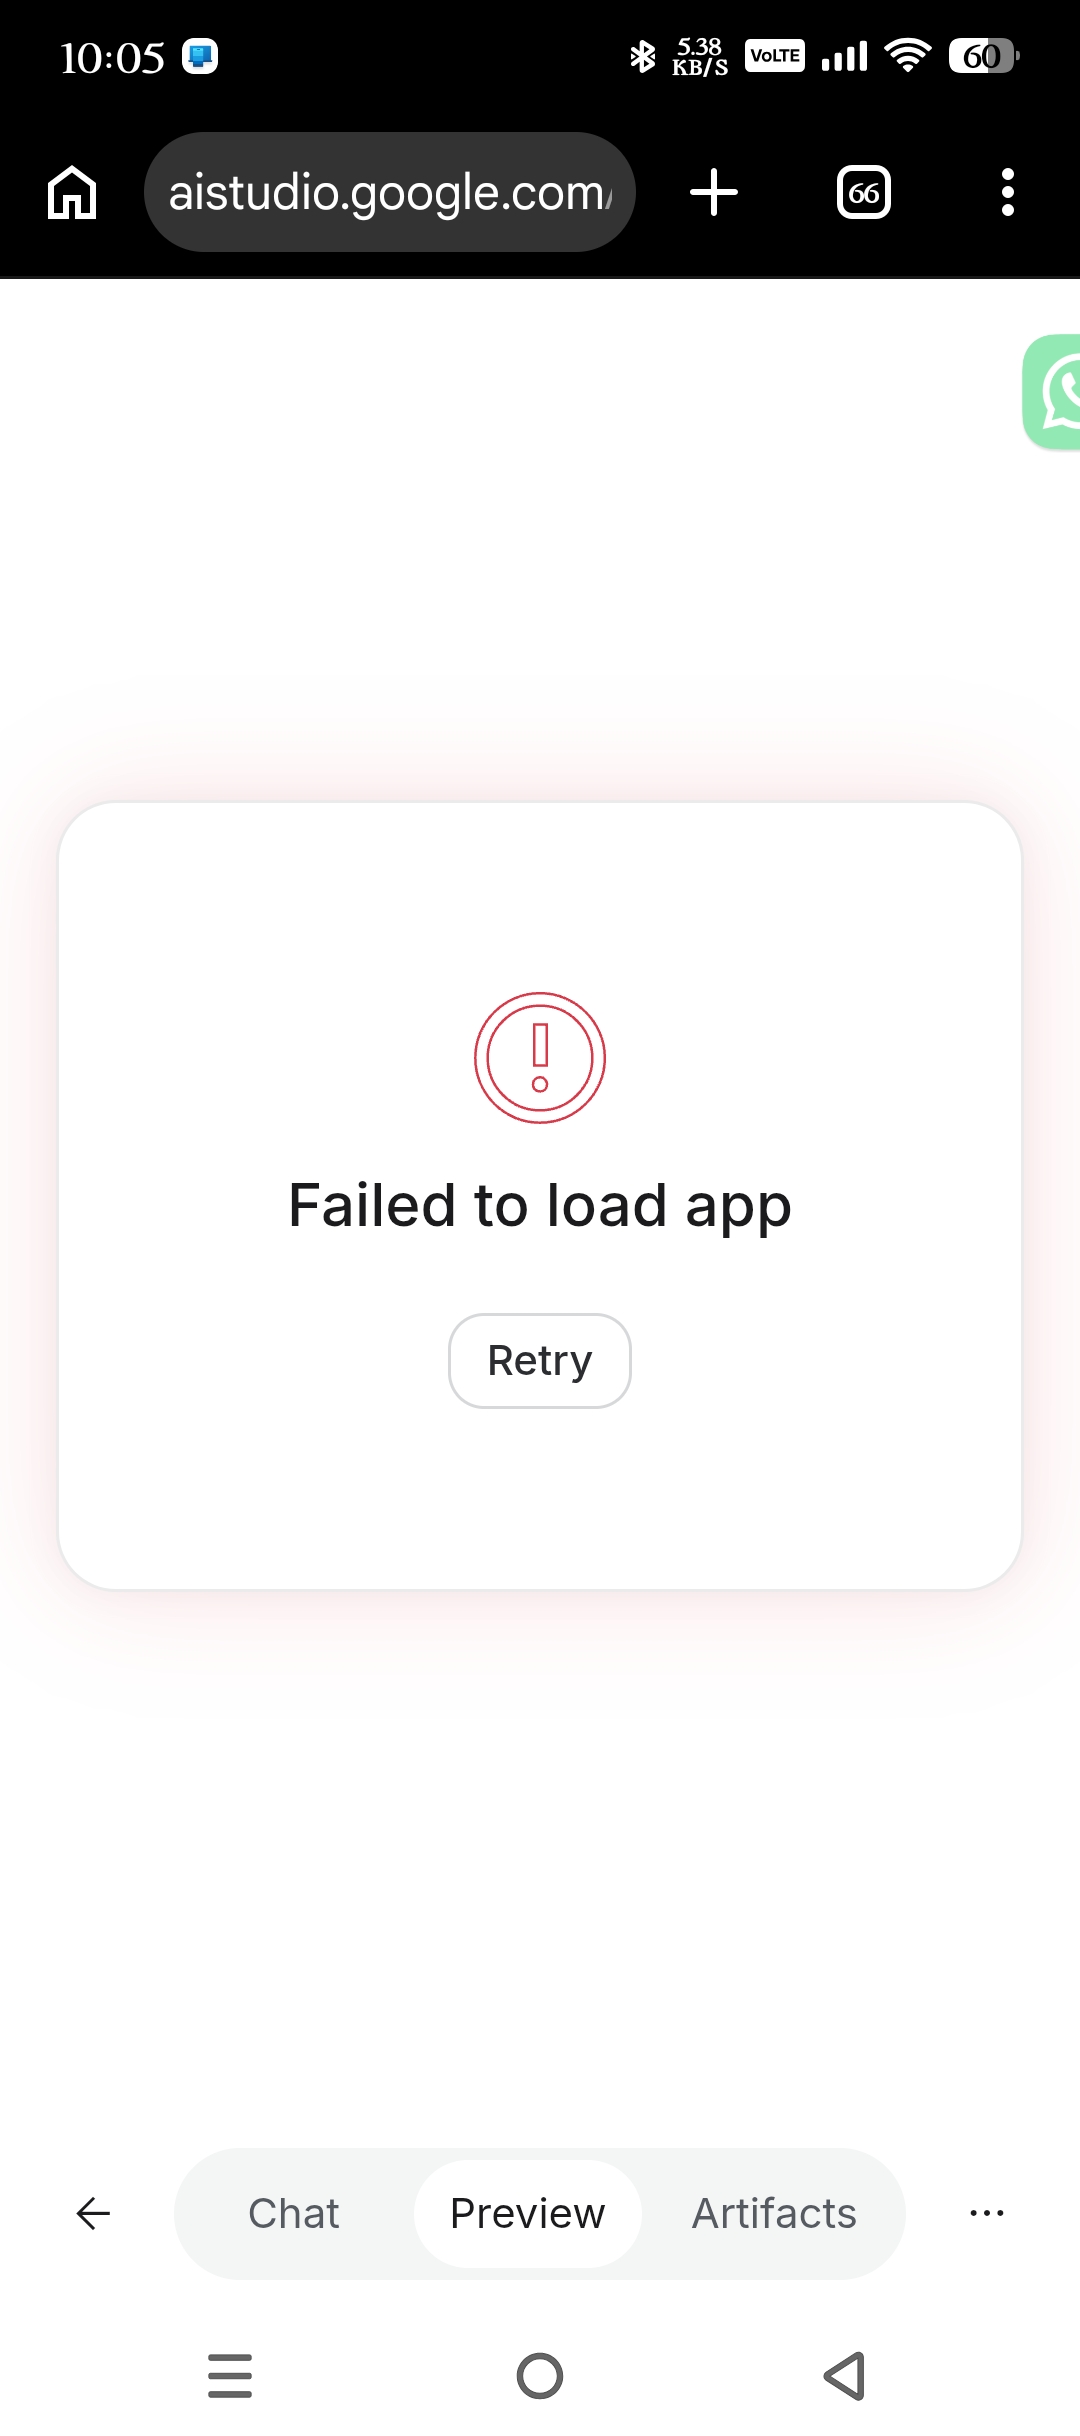 10:05
5.38
KB/S
VoLTE
60
aistudio.google.com/
66
Failed to load app
Retry
Chat
Preview
Artifacts